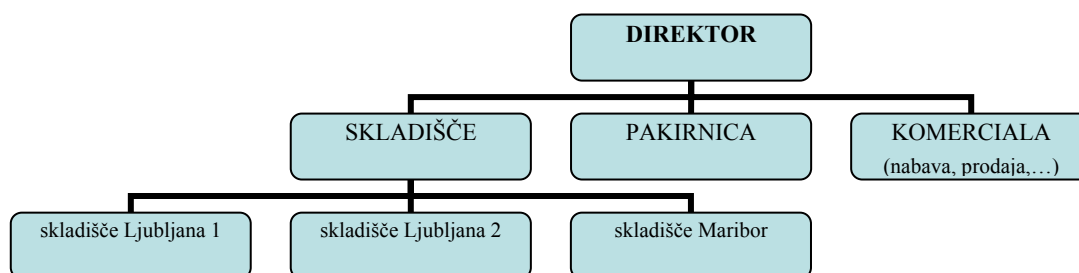 DIREKTOR
SKLADIŠČE
PAKIRNICA
KOMERCIALA
(nabava, prodaja,…)
skladišče Ljubljana 1
skladišče Ljubljana 2
skladišče Maribor